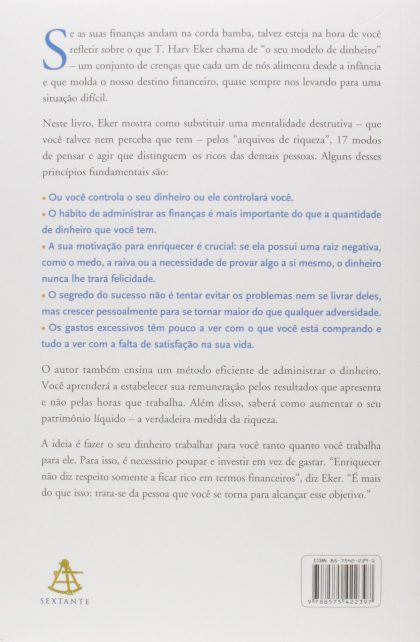 Se as suas finanças andam na corda bamba, talvez esteja na hora de você
refletir sobre o que T. Harv Eker chama de “o seu modelo de dinheiro”
– um conjunto de crenças que cada um de nós alimenta desde a infância
e que molda o nosso destino financeiro, quase sempre nos levando para uma
situação difícil.
Neste livro, Eker mostra como substituir uma mentalidade destrutiva – que
você talvez nem perceba que tem – pelos “arquivos de riqueza”, 17 modos
de pensar e agir que distinguem os ricos das demais pessoas. Alguns desses
princípios fundamentais são:
• Ou você controla o seu dinheiro ou ele controlará você.
• O hábito de administrar as finanças é mais importante do que a quantidade
de dinheiro que você tem.
• A sua motivação para enriquecer é crucial: se ela possui uma raiz negativa,
como o medo, a raiva ou a necessidade de provar algo a si mesmo, o dinheiro
nunca lhe trará felicidade.
• O segredo do sucesso não é tentar evitar os problemas nem se livrar deles,
mas crescer pessoalmente para se tornar maior do que qualquer adversidade.
• Os gastos excessivos têm pouco a ver com o que você está comprando e
tudo a ver com a falta de satisfação na sua vida.
O autor também ensina um método eficiente de administrar o dinheiro.
Você aprenderá a estabelecer sua remuneração pelos resultados que apresenta
e não pelas horas que trabalha. Além disso, saberá como aumentar o seu
patrimônio líquido – a verdadeira medida da riqueza.
A ideia é fazer o seu dinheiro trabalhar para você tanto quanto você trabalha
para ele. Para isso, é necessário poupar e investir em vez de gastar. “Enriquecer
não diz respeito somente a ficar rico em termos financeiros”, diz Eker. “É mais
do que isso: trata-se da pessoa que você se torna para alcançar esse objetivo.”
SEXTANTE
ISBN 85-7542-239-2
9 788575 422397